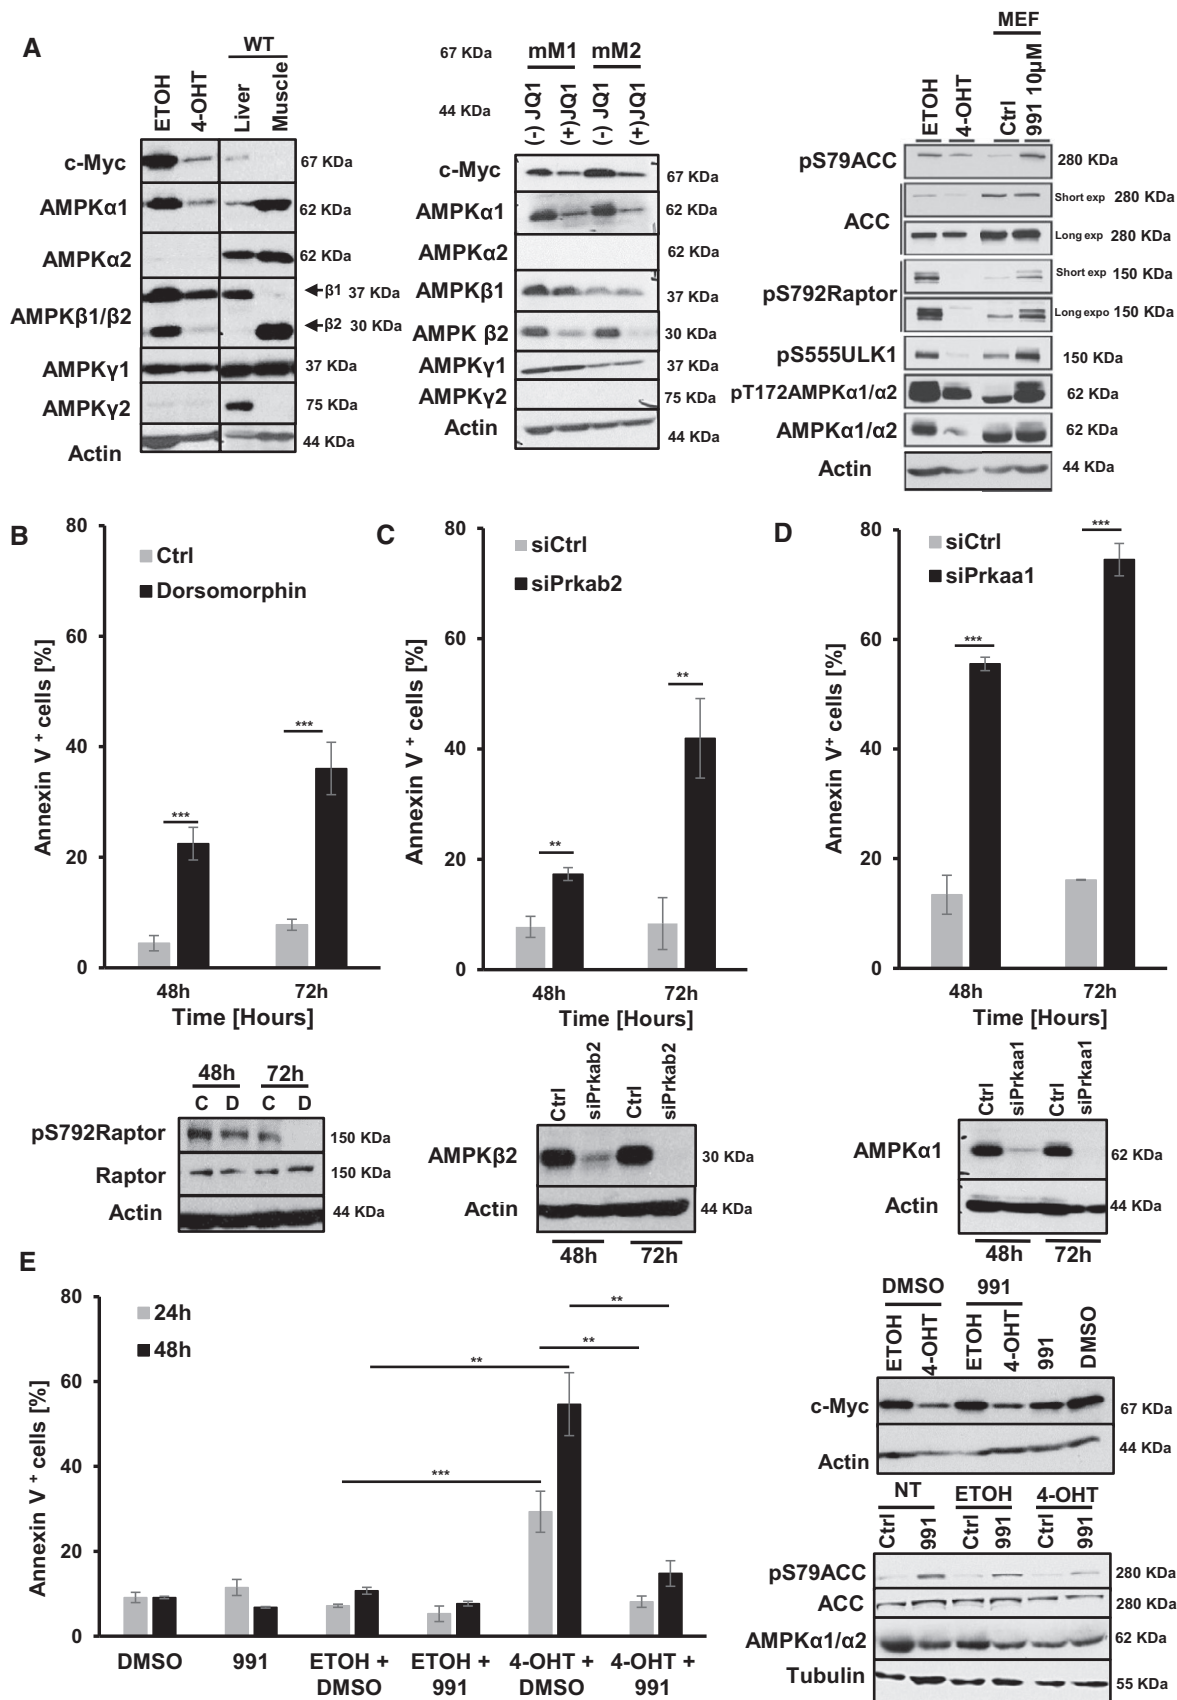 A
WT
ETOH
4-OHT
Liver
Muscle
c-Myc
67 KDa
AMPKα1
62 KDa
AMPKα2
62 KDa
AMPKβ1/β2
β1 37 KDa
β2 30 KDa
AMPKγ1
37 KDa
AMPKγ2
75 KDa
Actin
44 KDa
67 KDa
44 KDa
mM1 mM2
(-) JQ1
(+)JQ1
(-) JQ1
(+)JQ1
c-Myc
67 KDa
AMPKα1
62 KDa
AMPKα2
62 KDa
AMPKβ1
37 KDa
AMPK β2
30 KDa
AMPKγ1
37 KDa
AMPKγ2
75 KDa
Actin
44 KDa
MEF
ETOH
4-OHT
Ctrl
991 10µM
pS79ACC
280 KDa
ACC
Short exp 280 KDa
Long exp 280 KDa
pS792Raptor
Short exp 150 KDa
Long expo 150 KDa
pS555ULK1
150 KDa
pT172AMPKα1/α2
62 KDa
AMPKα1/α2
62 KDa
Actin
44 KDa
B
Annexin V + cells [%]
80
60
40
20
0
Ctrl
Dorsomorphin
***
***
48h 72h
Time [Hours]
48h 72h
C D C D
pS792Raptor
150 KDa
Raptor
150 KDa
Actin
44 KDa
C
Annexin V + cells [%]
80
60
40
20
0
siCtrl
siPrkab2
**
**
48h 72h
Time [Hours]
Ctrl
siPrkab2
Ctrl
siPrkab2
AMPKβ2
30 KDa
Actin
44 KDa
48h 72h
D
Annexin V + cells [%]
80
60
40
20
0
siCtrl
siPrkaa1
***
***
48h 72h
Time [Hours]
Ctrl
siPrkaa1
Ctrl
siPrkaa1
AMPKα1
62 KDa
Actin
44 KDa
48h 72h
E
Annexin V + cells [%]
80
60
40
20
0
24h
48h
**
**
**
***
DMSO
991
ETOH + DMSO
ETOH + 991
4-OHT + DMSO
4-OHT + 991
DMSO 991
ETOH
4-OHT
ETOH
4-OHT
991
DMSO
c-Myc
67 KDa
Actin
44 KDa
NT ETOH 4-OHT
Ctrl
991
Ctrl
991
Ctrl
991
pS79ACC
280 KDa
ACC
280 KDa
AMPKα1/α2
62 KDa
Tubulin
55 KDa